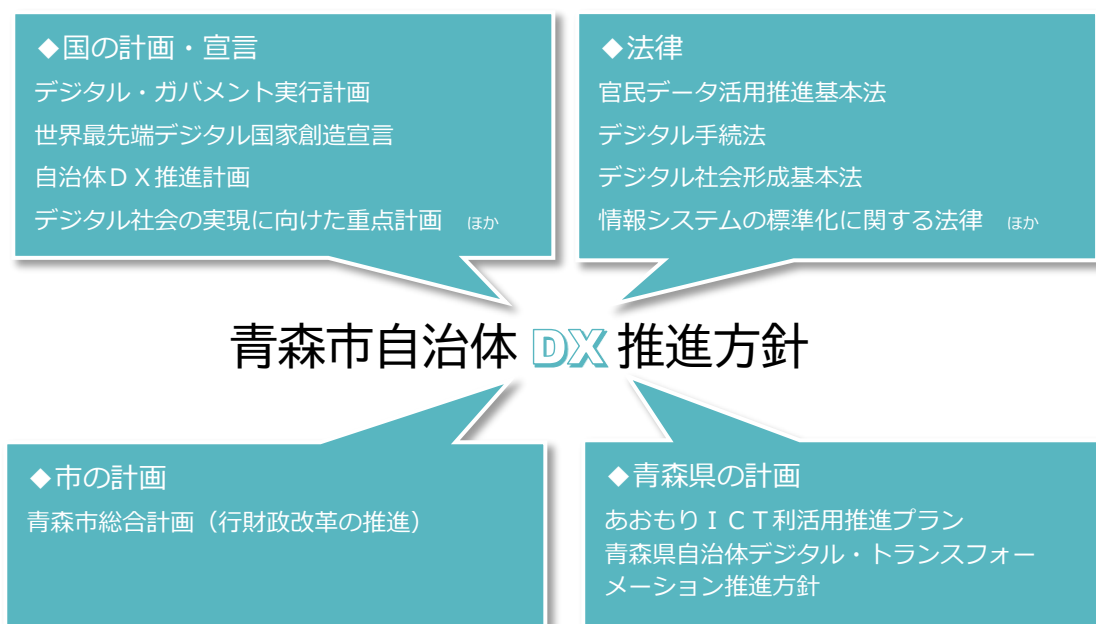 ◆国の計画・宣言
デジタル・ガバメント実行計画
世界最先端デジタル国家創造宣言
自治体ＤＸ推進計画
デジタル社会の実現に向けた重点計画　ほか
◆法律
官民データ活用推進基本法
デジタル手続法
デジタル社会形成基本法
情報システムの標準化に関する法律　ほか
青森市自治体 DX 推進方針
◆市の計画
青森市総合計画（行財政改革の推進）
◆青森県の計画
あおもりＩＣＴ利活用推進プラン
青森県自治体デジタル・トランスフォー
メーション推進方針